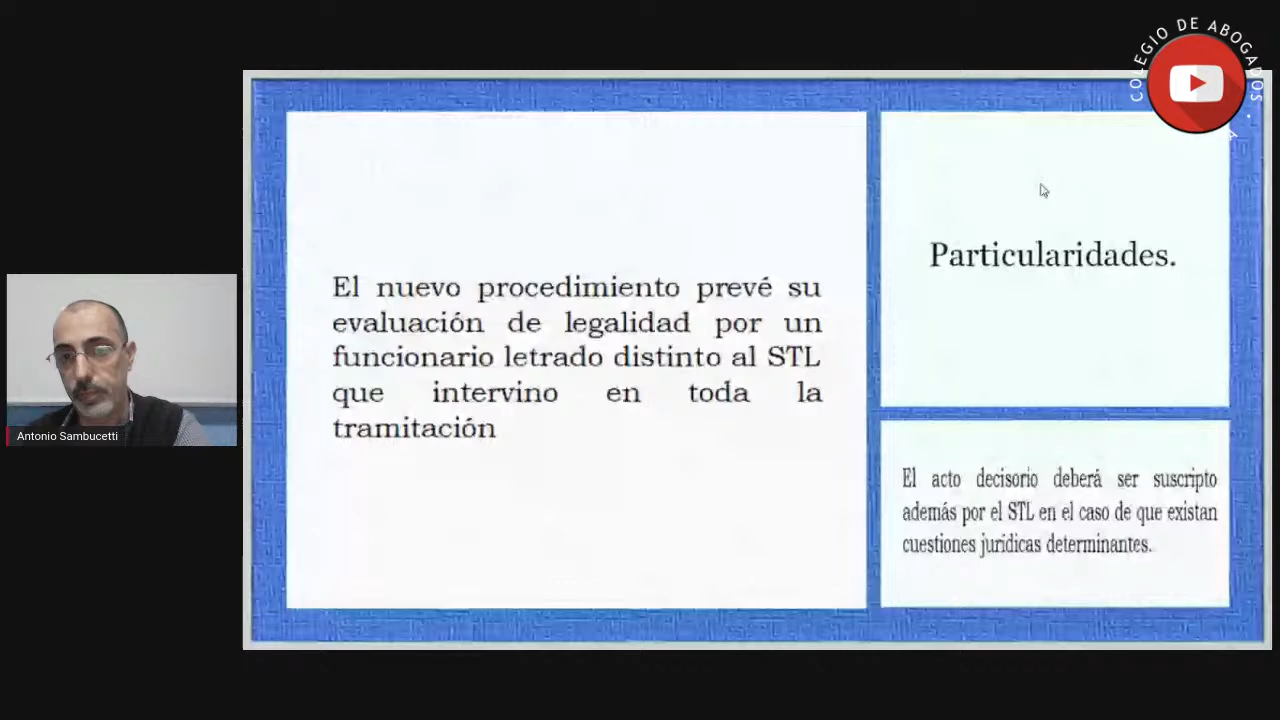 COLEGIO DE ABOGADOS · A
Particularidades.
El nuevo procedimiento prevé su
evaluación de legalidad por un
funcionario letrado distinto al STL
que intervino en toda la
tramitación
El acto decisorio deberá ser suscripto
además por el STL en el caso de que existan
cuestiones jurídicas determinantes.
Antonio Sambucetti